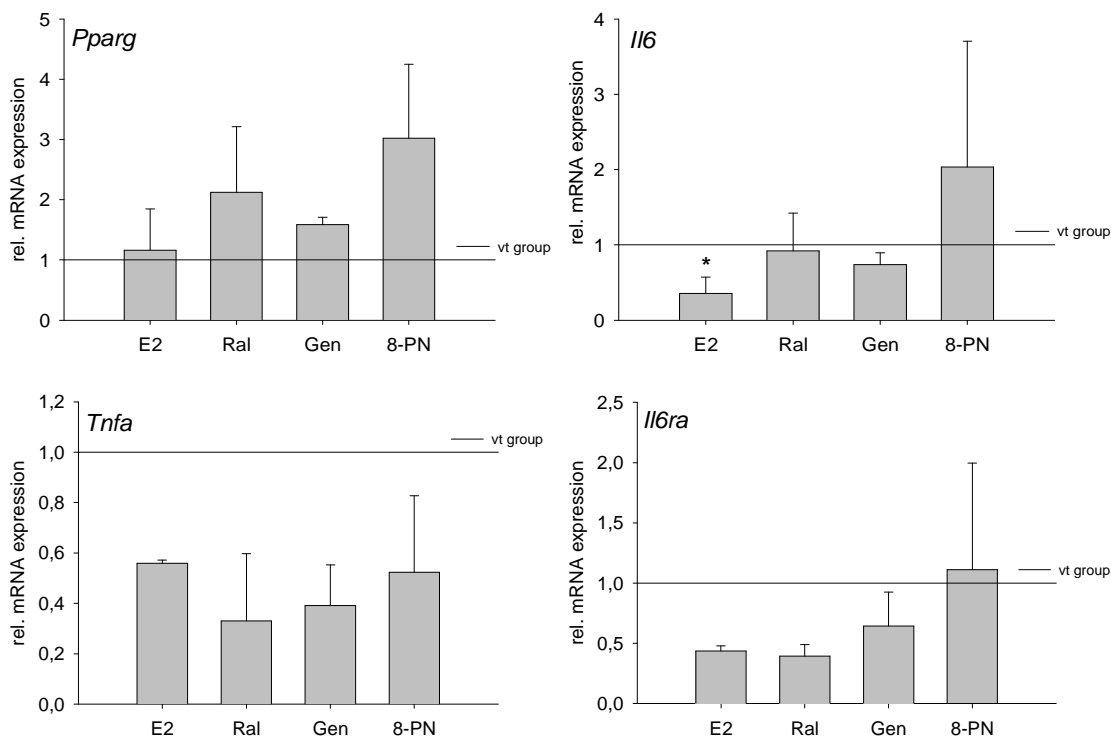 Pparg
rel. mRNA expression
5
4
3
2
1
0
vt group
E2 Ral Gen 8-PN
Il6
rel. mRNA expression
4
3
2
1
0
vt group
*
E2 Ral Gen 8-PN
Tnfa
rel. mRNA expression
1,2
1,0
0,8
0,6
0,4
0,2
0,0
vt group
E2 Ral Gen 8-PN
Il6ra
rel. mRNA expression
2,5
2,0
1,5
1,0
0,5
0,0
vt group
E2 Ral Gen 8-PN